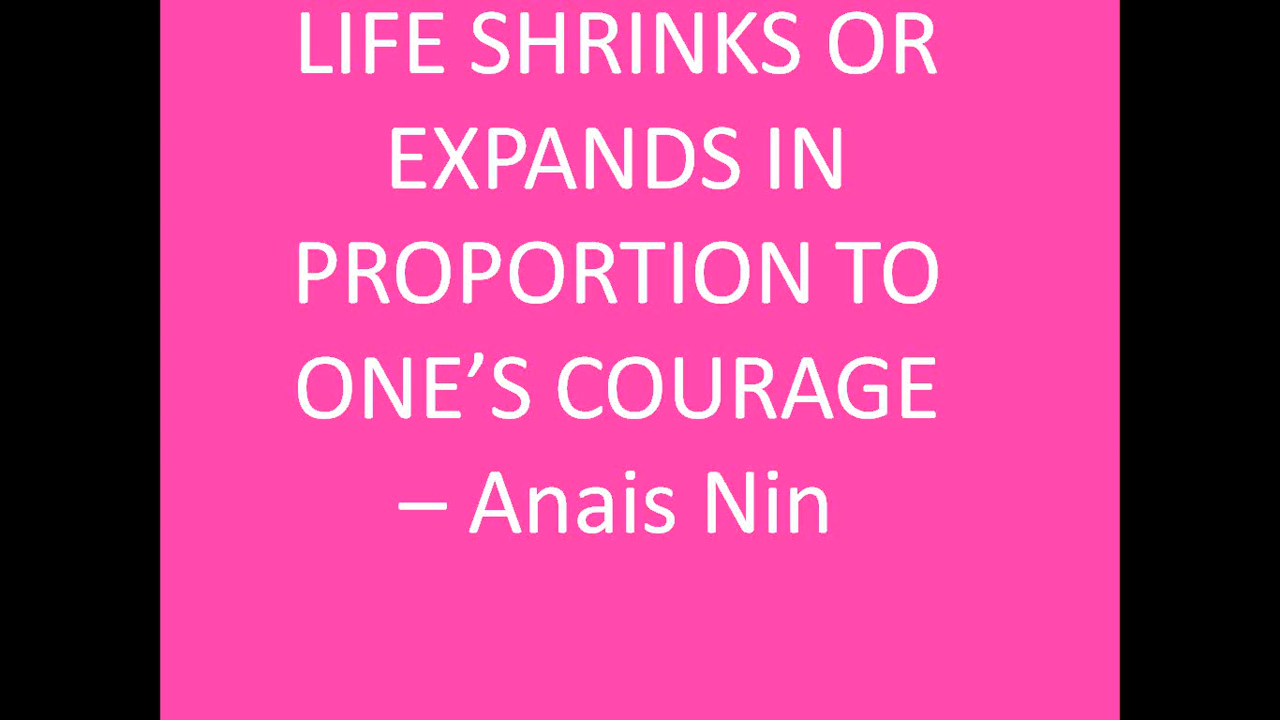 LIFE SHRINKS OR
EXPANDS IN
PROPORTION TO
ONE’S COURAGE
– Anais Nin